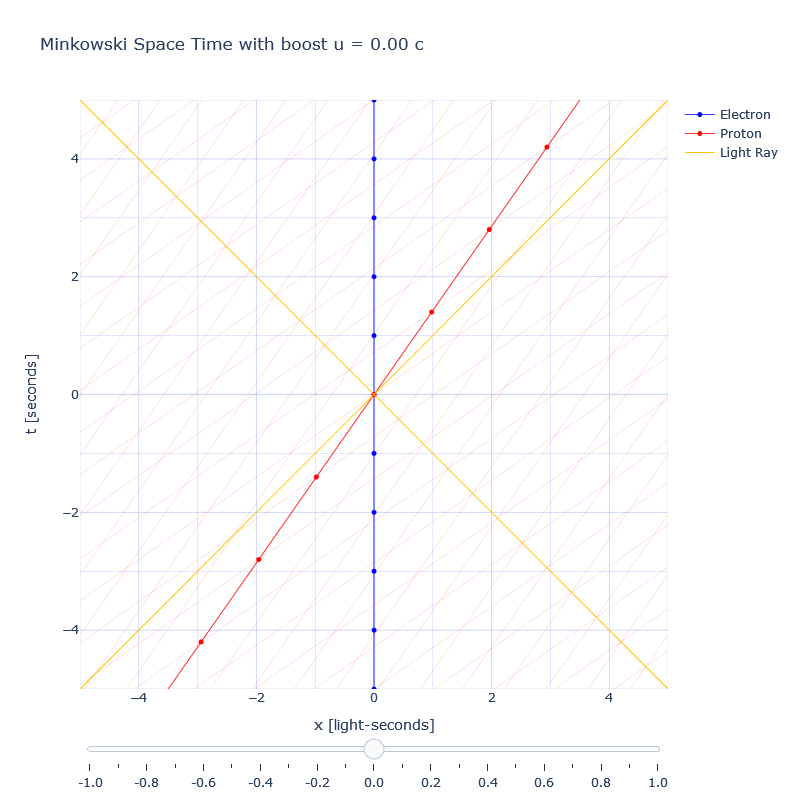 Minkowski Space Time with boost u = 0.00 c
Electron
Proton
Light Ray
4
2
0
−2
−4
t [seconds]
−4 −2 0 2 4
x [light-seconds]
-1.0 -0.8 -0.6 -0.4 -0.2 0.0 0.2 0.4 0.6 0.8 1.0